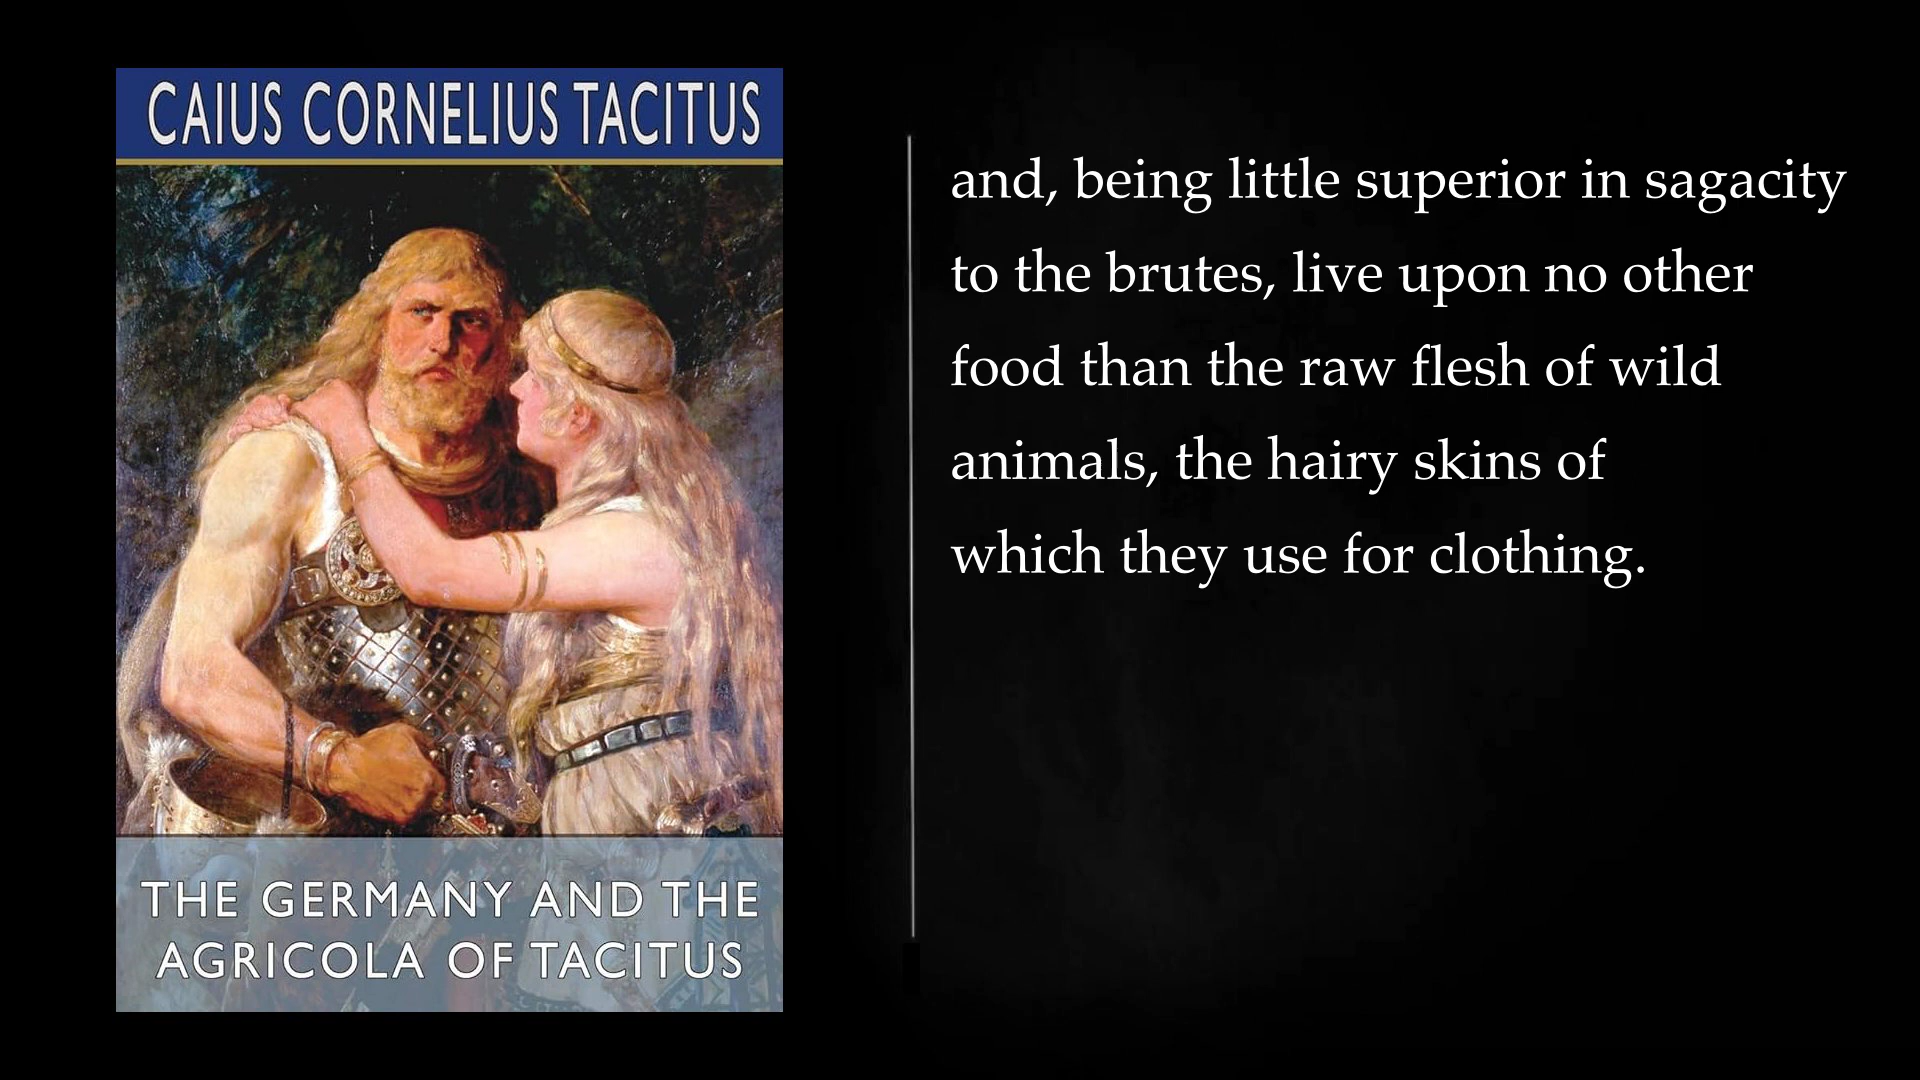 CAIUS CORNELIUS TACITUS
THE GERMANY AND THE
AGRICOLA OF TACITUS
and, being little superior in sagacity
to the brutes, live upon no other
food than the raw flesh of wild
animals, the hairy skins of
which they use for clothing.